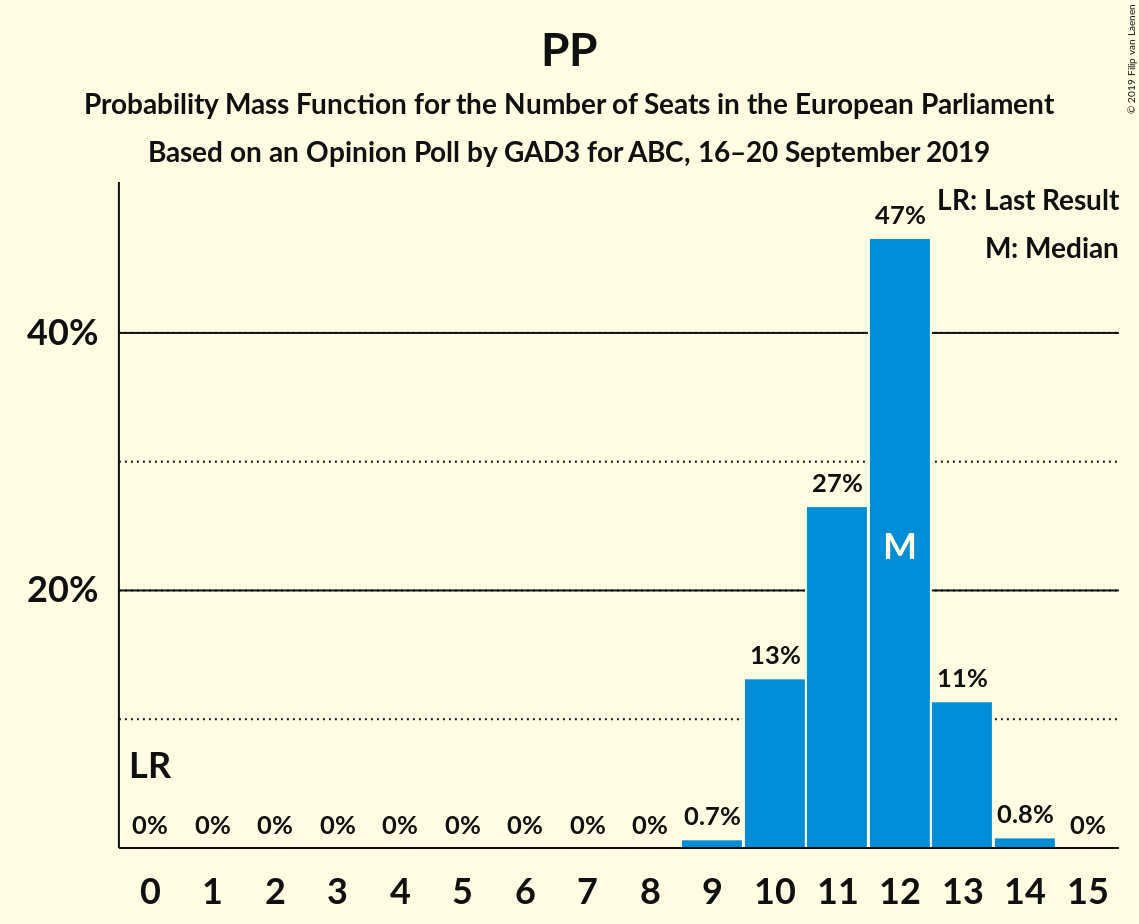 PP
Probability Mass Function for the Number of Seats in the European Parliament
Based on an Opinion Poll by GAD3 for ABC, 16–20 September 2019
© 2019 Filip van Laenen
LR: Last Result
M: Median
47%
40%
27%
M
20%
13%
11%
LR
0% 0% 0% 0% 0% 0% 0% 0% 0% 0.7% 0.8% 0%
0 1 2 3 4 5 6 7 8 9 10 11 12 13 14 15